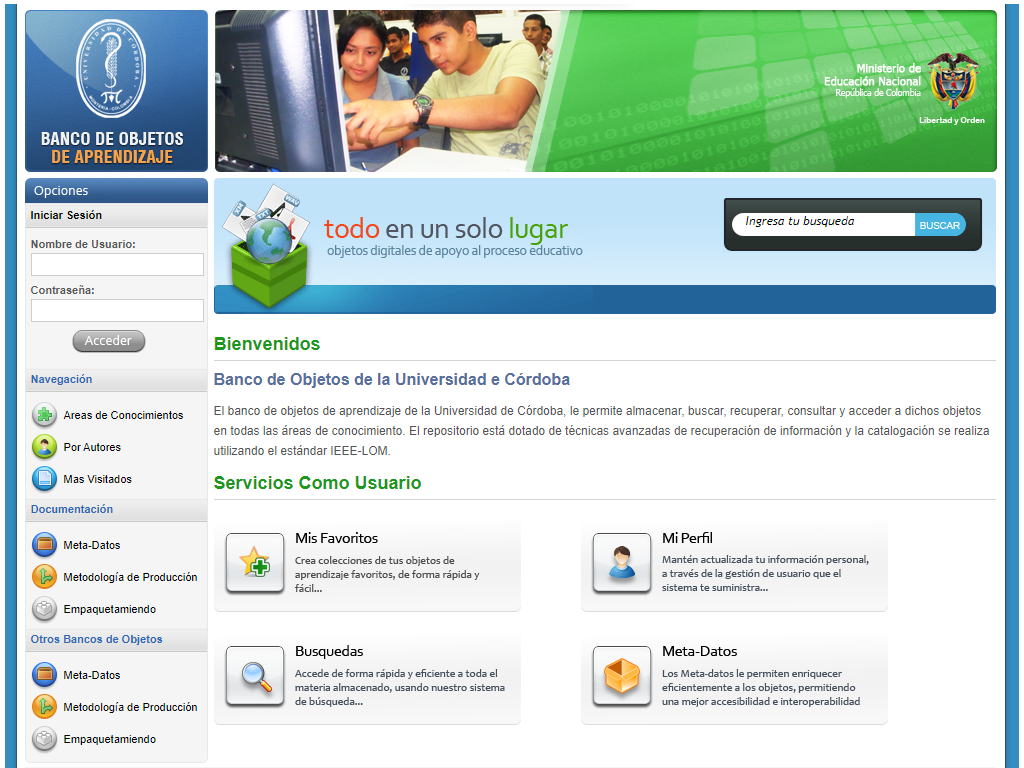 UNIVERSIDAD DE CÓRDOBA
MONTERÍA - COLOMBIA
BANCO DE OBJETOS
DE APRENDIZAJE
Ministerio de
Educación Nacional
República de Colombia
Libertad y Orden
Opciones
Iniciar Sesión
Nombre de Usuario:
Contraseña:
Acceder
Navegación
Areas de Conocimientos
Por Autores
Mas Visitados
Documentación
Meta-Datos
Metodología de Producción
Empaquetamiento
Otros Bancos de Objetos
Meta-Datos
Metodología de Producción
Empaquetamiento
todo en un solo lugar
objetos digitales de apoyo al proceso educativo
Ingresa tu busqueda
BUSCAR
Bienvenidos
Banco de Objetos de la Universidad e Córdoba
El banco de objetos de aprendizaje de la Universidad de Córdoba, le permite almacenar, buscar, recuperar, consultar y acceder a dichos objetos
en todas las áreas de conocimiento. El repositorio está dotado de técnicas avanzadas de recuperación de información y la catalogación se realiza
utilizando el estándar IEEE-LOM.
Servicios Como Usuario
Mis Favoritos
Crea colecciones de tus objetos de
aprendizaje favoritos, de forma rápida y
fácil...
Mi Perfil
Mantén actualizada tu información personal,
a través de la gestión de usuario que el
sistema te suministra...
Busquedas
Accede de forma rápida y eficiente a toda el
materia almacenado, usando nuestro sistema
de búsqueda...
Meta-Datos
Los Meta-datos le permiten enriquecer
eficientemente a los objetos, permitiendo
una mejor accesibilidad e interoperabilidad